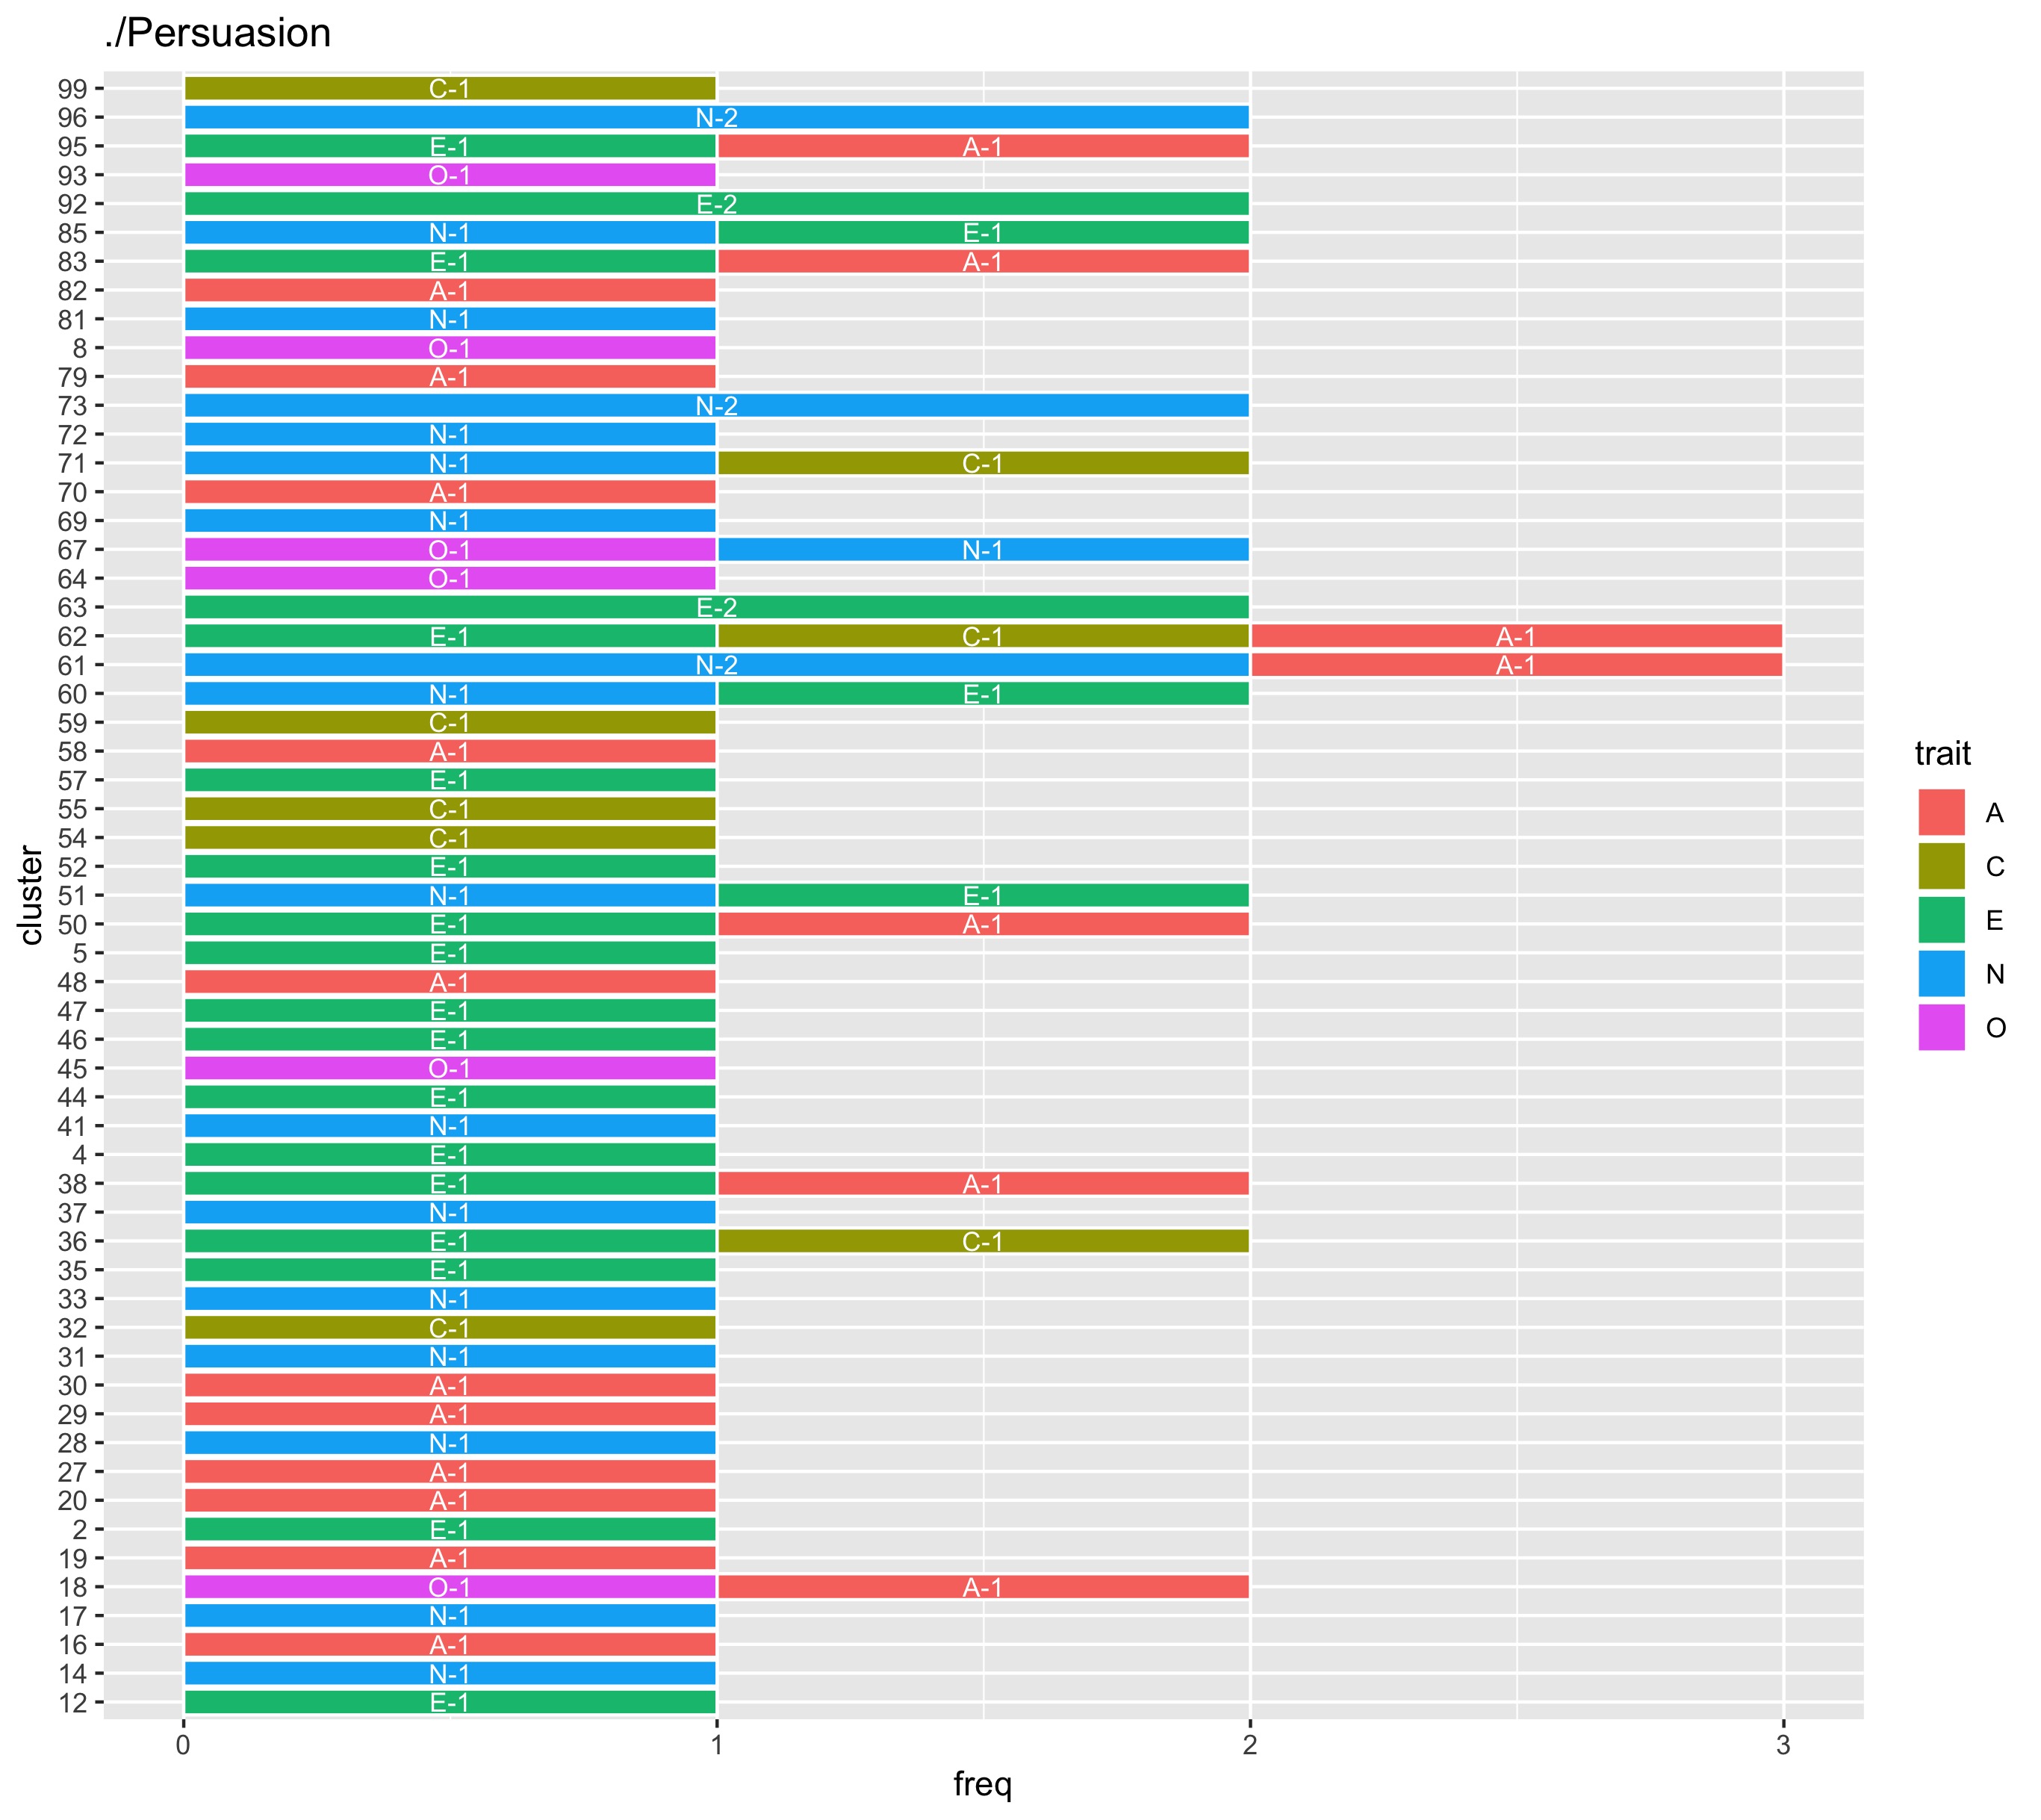 ./Persuasion
99 C-1
96 N-2
95 E-1 A-1
93 O-1
92 E-2
85 N-1 E-1
83 E-1 A-1
82 A-1
81 N-1
8 O-1
79 A-1
73 N-2
72 N-1
71 N-1 C-1
70 A-1
69 N-1
67 O-1 N-1
64 O-1
63 E-2
62 E-1 C-1 A-1
61 N-2 A-1
60 N-1 E-1
59 C-1
58 A-1
57 E-1
55 C-1
54 C-1
52 E-1
51 N-1 E-1
50 E-1 A-1
5 E-1
48 A-1
47 E-1
46 E-1
45 O-1
44 E-1
41 N-1
4 E-1
38 E-1 A-1
37 N-1
36 E-1 C-1
35 E-1
33 N-1
32 C-1
31 N-1
30 A-1
29 A-1
28 N-1
27 A-1
20 A-1
2 E-1
19 A-1
18 O-1 A-1
17 N-1
16 A-1
14 N-1
12 E-1
0 1 2 3
freq
cluster
trait
A
C
E
N
O